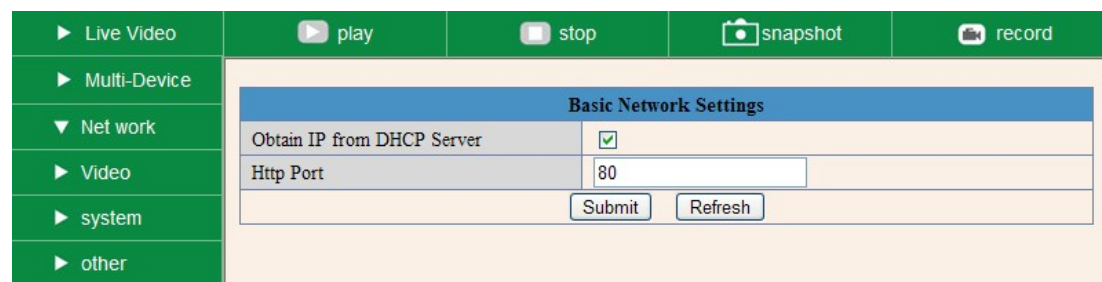 Live Video
play
stop
snapshot
record
Multi-Device
Net work
Video
system
other
Basic Network Settings
Obtain IP from DHCP Server
Http Port
80
Submit
Refresh